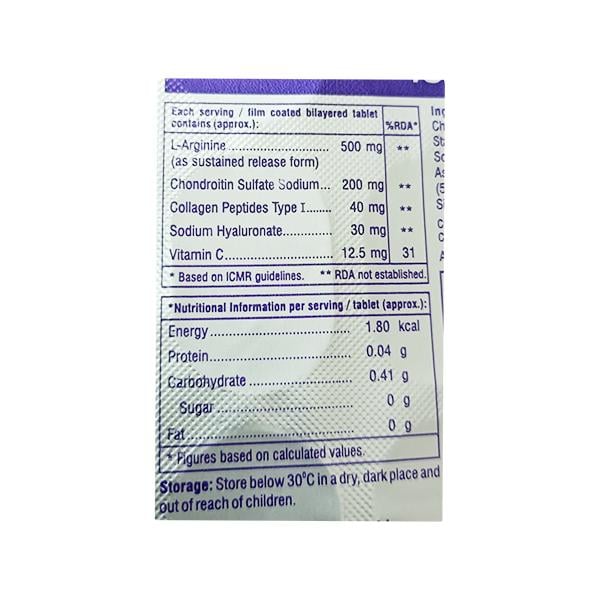 Each serving / film coated bilayered tablet
contains (approx.): %RDA*
L-Arginine.............................. 500 mg **
(as sustained release form)
Chondroitin Sulfate Sodium... 200 mg **
Collagen Peptides Type I........ 40 mg **
Sodium Hyaluronate.............. 30 mg **
Vitamin C.............................. 12.5 mg 31
* Based on ICMR guidelines. ** RDA not established.
*Nutritional Information per serving / tablet (approx.):
Energy.................................... 1.80 kcal
Protein.................................... 0.04 g
Carbohydrate .......................... 0.41 g
Sugar................................... 0 g
Fat.......................................... 0 g
* Figures based on calculated values.
Storage: Store below 30°C in a dry, dark place and
out of reach of children.